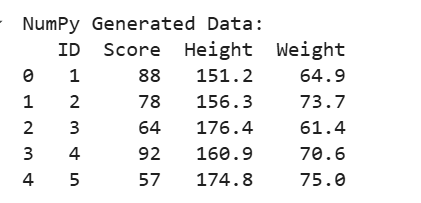 NumPy Generated Data:
   ID  Score  Height  Weight
0   1     88   151.2    64.9
1   2     78   156.3    73.7
2   3     64   176.4    61.4
3   4     92   160.9    70.6
4   5     57   174.8    75.0